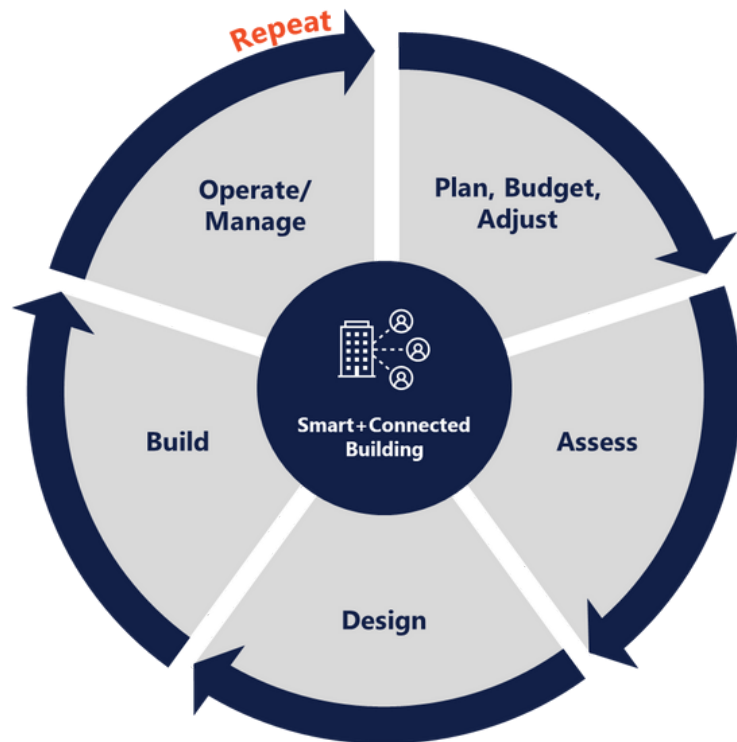 Repeat
Plan, Budget,
Adjust
Assess
Design
Build
Operate/
Manage
Smart+Connected
Building